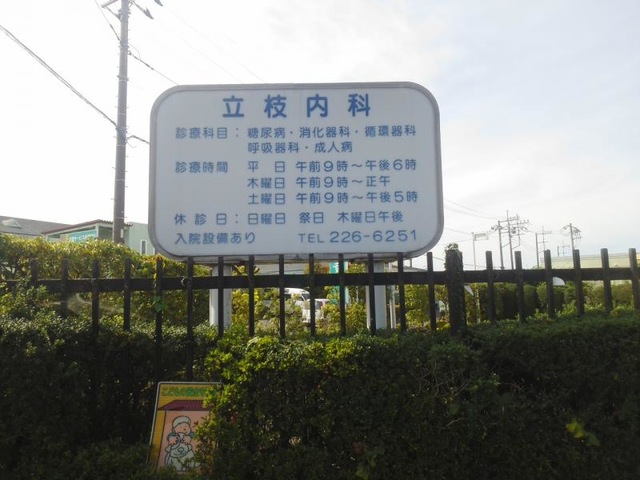 立枝内科
診療科目：糖尿病・消化器科・循環器科
呼吸器科・成人病
診療時間 平日 午前9時～午後6時
木曜日 午前9時～正午
土曜日 午前9時～午後5時
休診日：日曜日 祭日 木曜日午後
入院設備あり TEL 226-6251